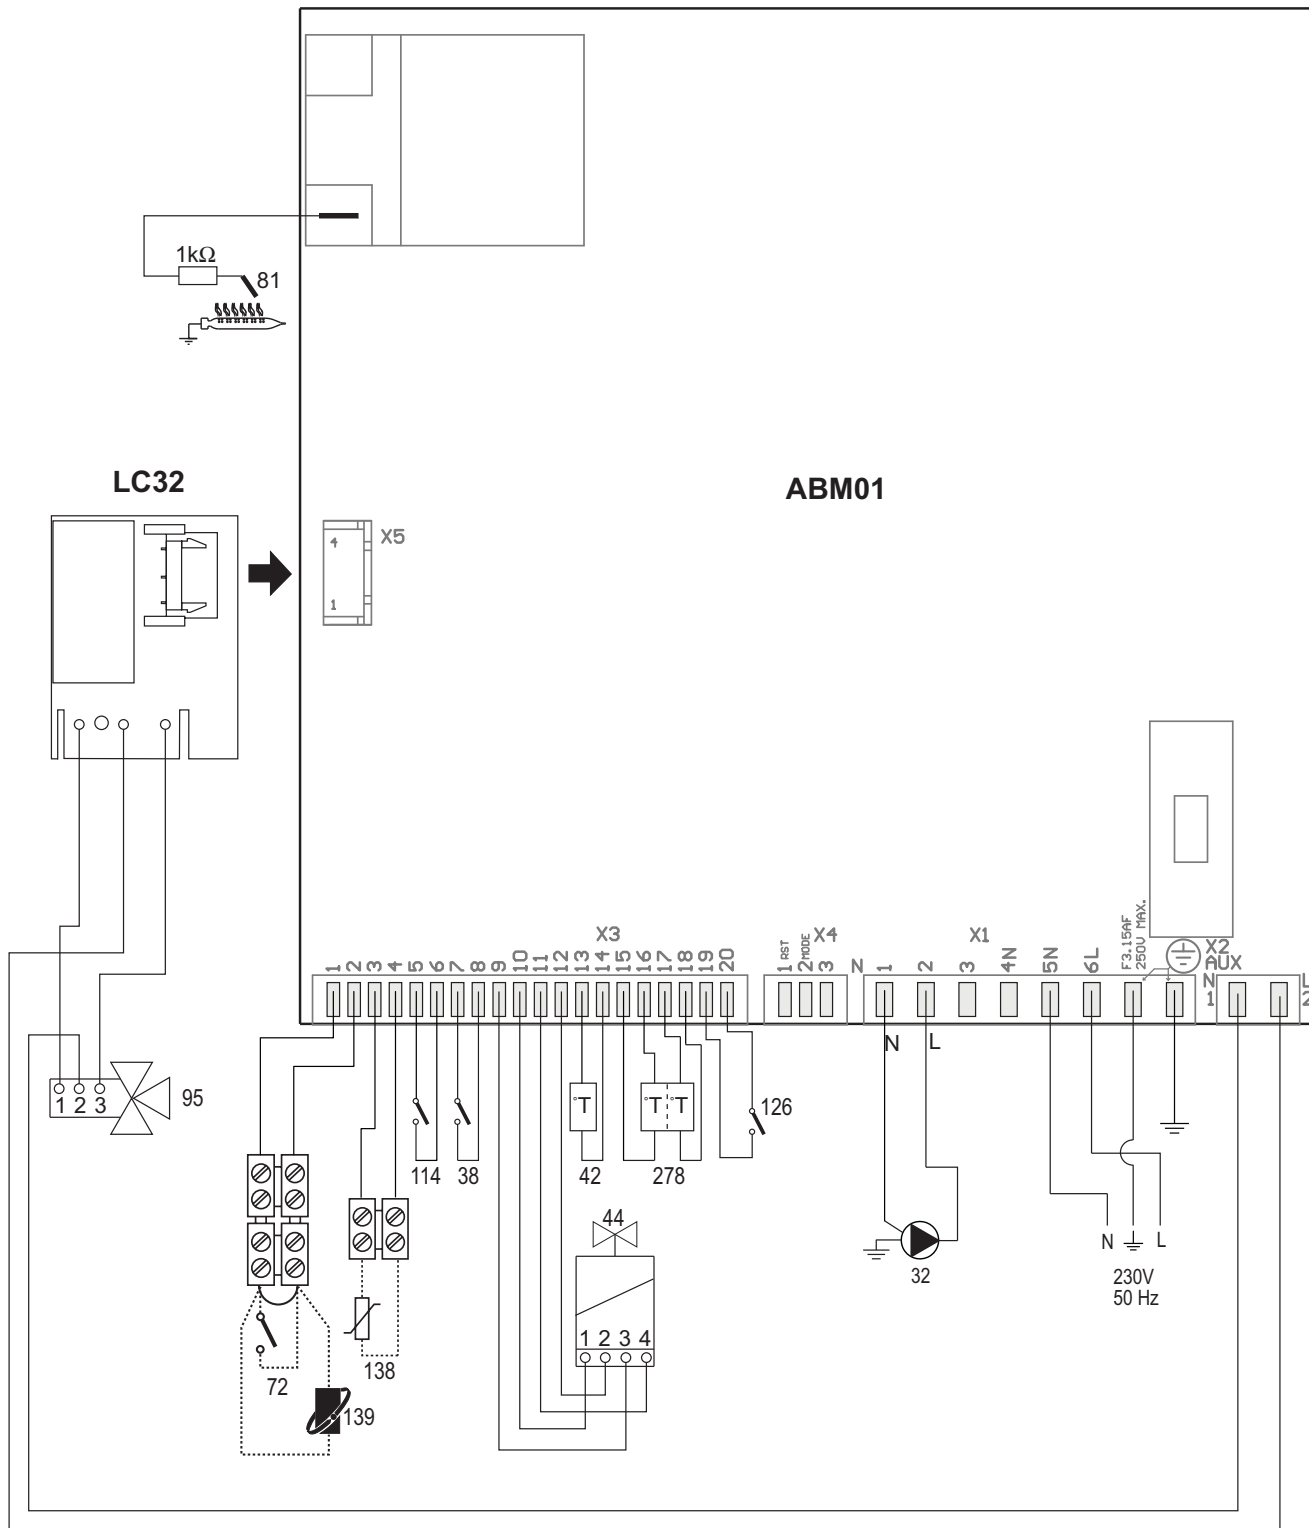 1kΩ
81
LC32
ABM01
X5
4
1
X3
1 2 3 4 5 6 7 8 9 10 11 12 13 14 15 16 17 18 19 20
X4
1 RST
2 MODE
3
X1
N 1 2 3 4N 5N 6L
F3.15AF
250V MAX.
X2
AUX
N 1
L 2
N L
1 2 3
95
114
38
42
278
126
44
1 2 3 4
32
N L
230V
50 Hz
138
72
139